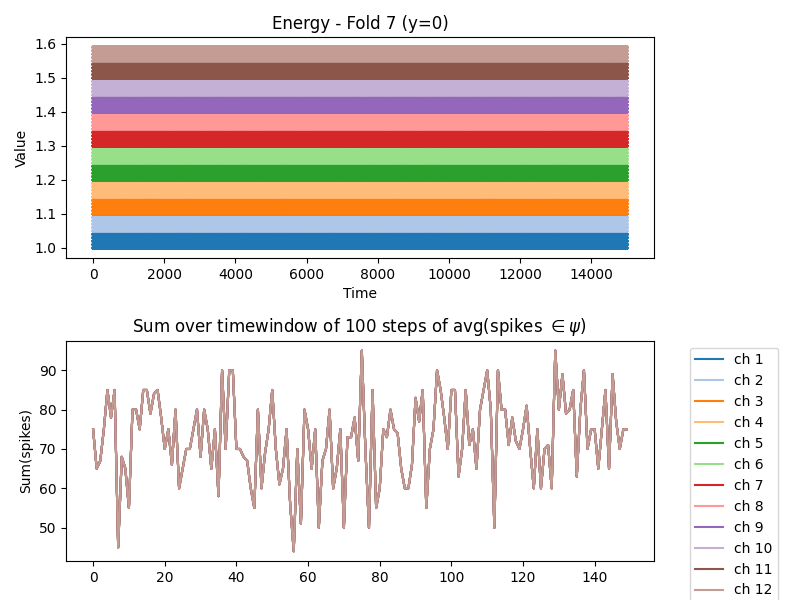 Energy - Fold 7 (y=0)
1.6
1.5
1.4
1.3
1.2
1.1
1.0
Value
0 2000 4000 6000 8000 10000 12000 14000
Time
Sum over timewindow of 100 steps of avg(spikes ∈ ψ)
90
80
70
60
50
Sum(spikes)
0 20 40 60 80 100 120 140
ch 1
ch 2
ch 3
ch 4
ch 5
ch 6
ch 7
ch 8
ch 9
ch 10
ch 11
ch 12